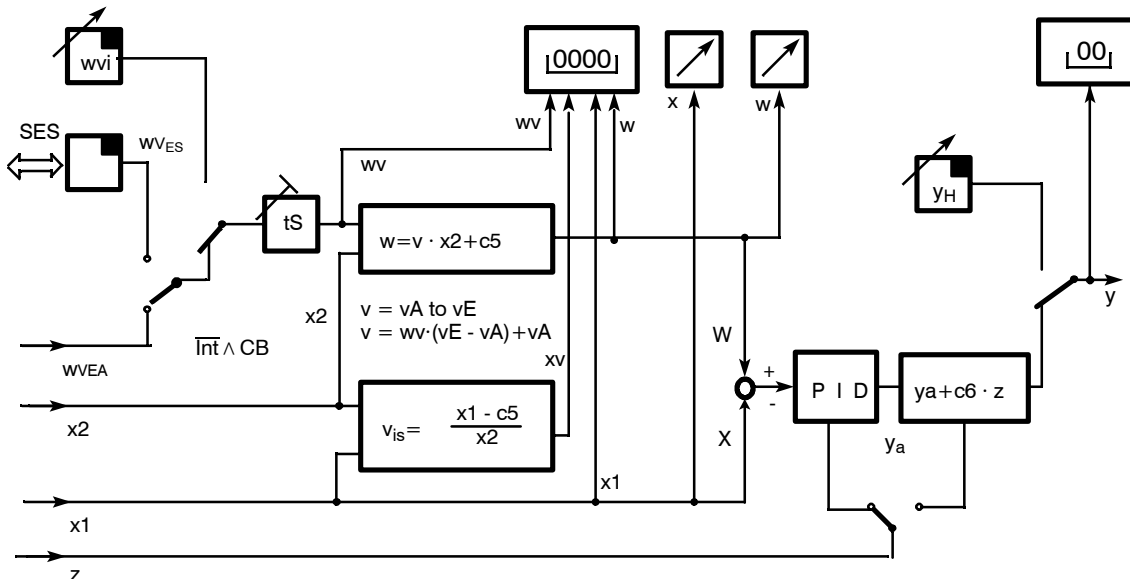 wvi
0000
00
SES
wvES
x
w
wv
w
wv
yH
tS
w=v · x2+c5
y
x2
v = vA to vE
v = wv·(vE - vA)+vA
Int ∧ CB
xv
W
wVEA
+
P I D
ya+c6 · z
-
x2
vis= x1 - c5
x2
X
ya
x1
x1
z